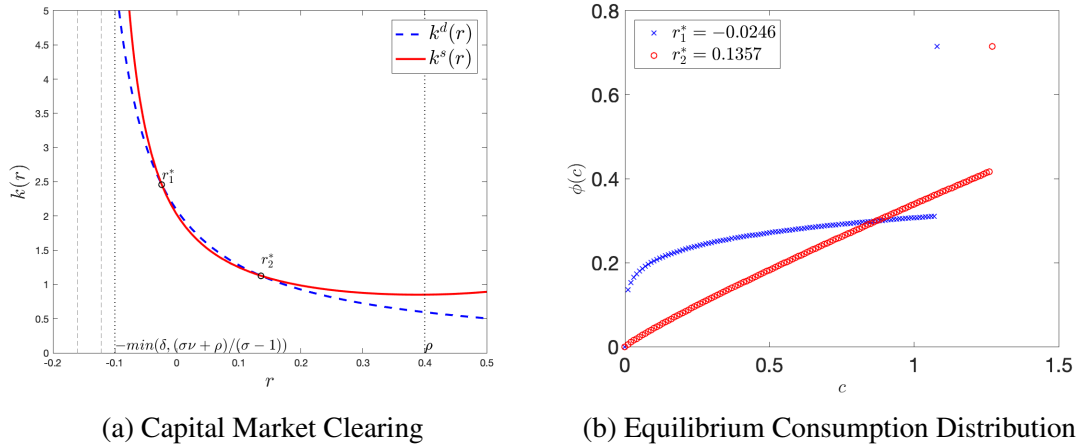 5
4.5
4
3.5
3
2.5
2
1.5
1
0.5
0
k(r)
k^d(r)
k^s(r)
r_1^*
r_2^*
-min(δ, (σν + ρ)/(σ - 1))
ρ
-0.2 -0.1 0 0.1 0.2 0.3 0.4 0.5
r
(a) Capital Market Clearing
0.8
0.6
0.4
0.2
0
ϕ(c)
r_1^* = -0.0246
r_2^* = 0.1357
0 0.5 1 1.5
c
(b) Equilibrium Consumption Distribution